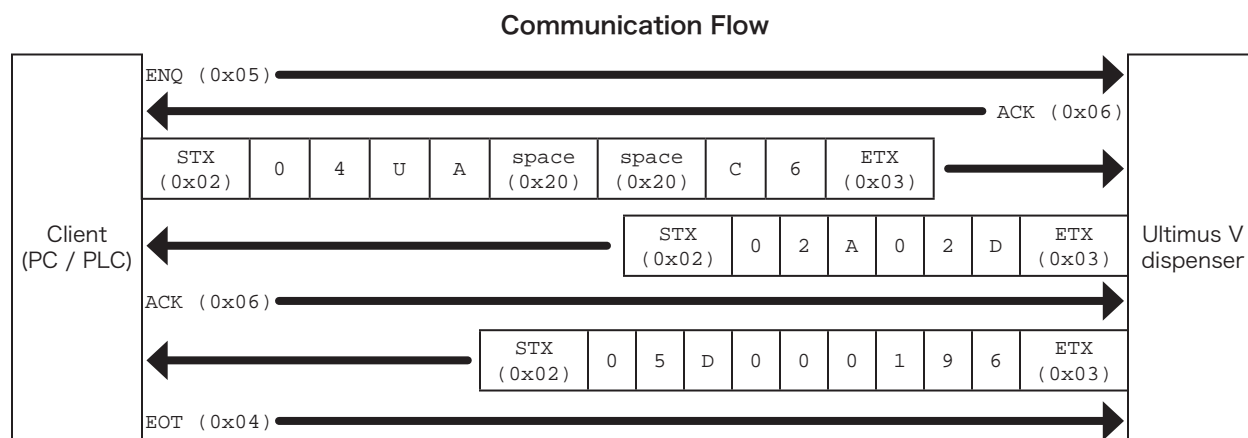 Communication Flow
ENQ (0x05)
ACK (0x06)
STX (0x02) 0 4 U A space (0x20) space (0x20) C 6 ETX (0x03)
Client (PC / PLC)
STX (0x02) 0 2 A 0 2 D ETX (0x03)
Ultimus V dispenser
ACK (0x06)
STX (0x02) 0 5 D 0 0 0 1 9 6 ETX (0x03)
EOT (0x04)